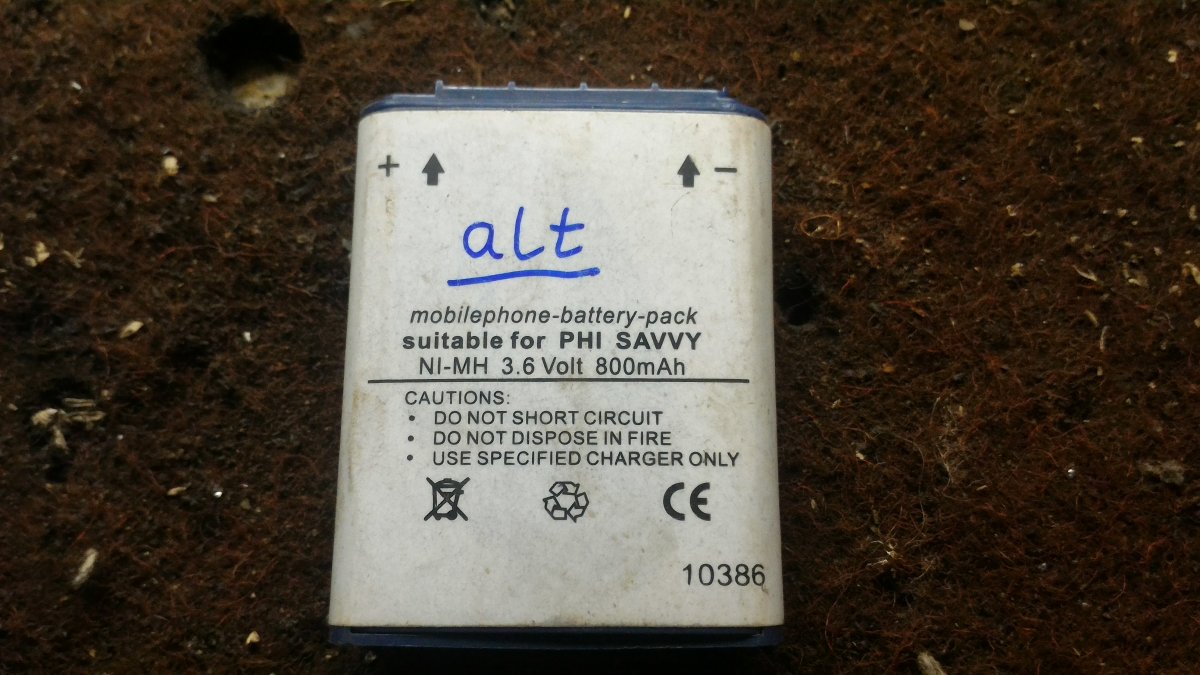 + −
alt
mobilephone-battery-pack
suitable for PHI SAVVY
NI-MH 3.6 Volt 800mAh
CAUTIONS:
• DO NOT SHORT CIRCUIT
• DO NOT DISPOSE IN FIRE
• USE SPECIFIED CHARGER ONLY
CE
10386